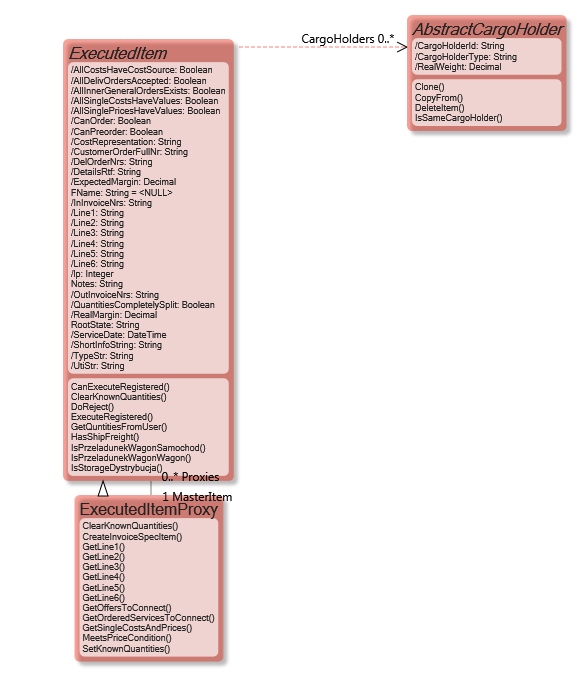 CargoHolders 0..*
AbstractCargoHolder
/CargoHolderId: String
/CargoHolderType: String
/RealWeight: Decimal
Clone()
CopyFrom()
DeleteItem()
IsSameCargoHolder()
ExecutedItem
/AllCostsHaveCostSource: Boolean
/AllDelivOrdersAccepted: Boolean
/AllInnerGeneralOrdersExists: Boolean
/AllSingleCostsHaveValues: Boolean
/AllSinglePricesHaveValues: Boolean
/CanOrder: Boolean
/CanPreorder: Boolean
/CostRepresentation: String
/CustomerOrderFullNr: String
/DelOrderNrs: String
/DetailsRtf: String
/ExpectedMargin: Decimal
FName: String = <NULL>
/InInvoiceNrs: String
/Line1: String
/Line2: String
/Line3: String
/Line4: String
/Line5: String
/Line6: String
/lp: Integer
Notes: String
/OutInvoiceNrs: String
/QuantitiesCompletelySplit: Boolean
/RealMargin: Decimal
RootState: String
/ServiceDate: DateTime
/ShortInfoString: String
/TypeStr: String
/UtiStr: String
CanExecuteRegistered()
ClearKnownQuantities()
DoReject()
ExecuteRegistered()
GetQuntitiesFromUser()
HasShipFreight()
IsPrzeladunekWagonSamochod()
IsPrzeladunekWagonWagon()
IsStorageDystrybucja()
0..* Proxies
1 MasterItem
ExecutedItemProxy
ClearKnownQuantities()
CreateInvoiceSpecItem()
GetLine1()
GetLine2()
GetLine3()
GetLine4()
GetLine5()
GetLine6()
GetOffersToConnect()
GetOrderedServicesToConnect()
GetSingleCostsAndPrices()
MeetsPriceCondition()
SetKnownQuantities()